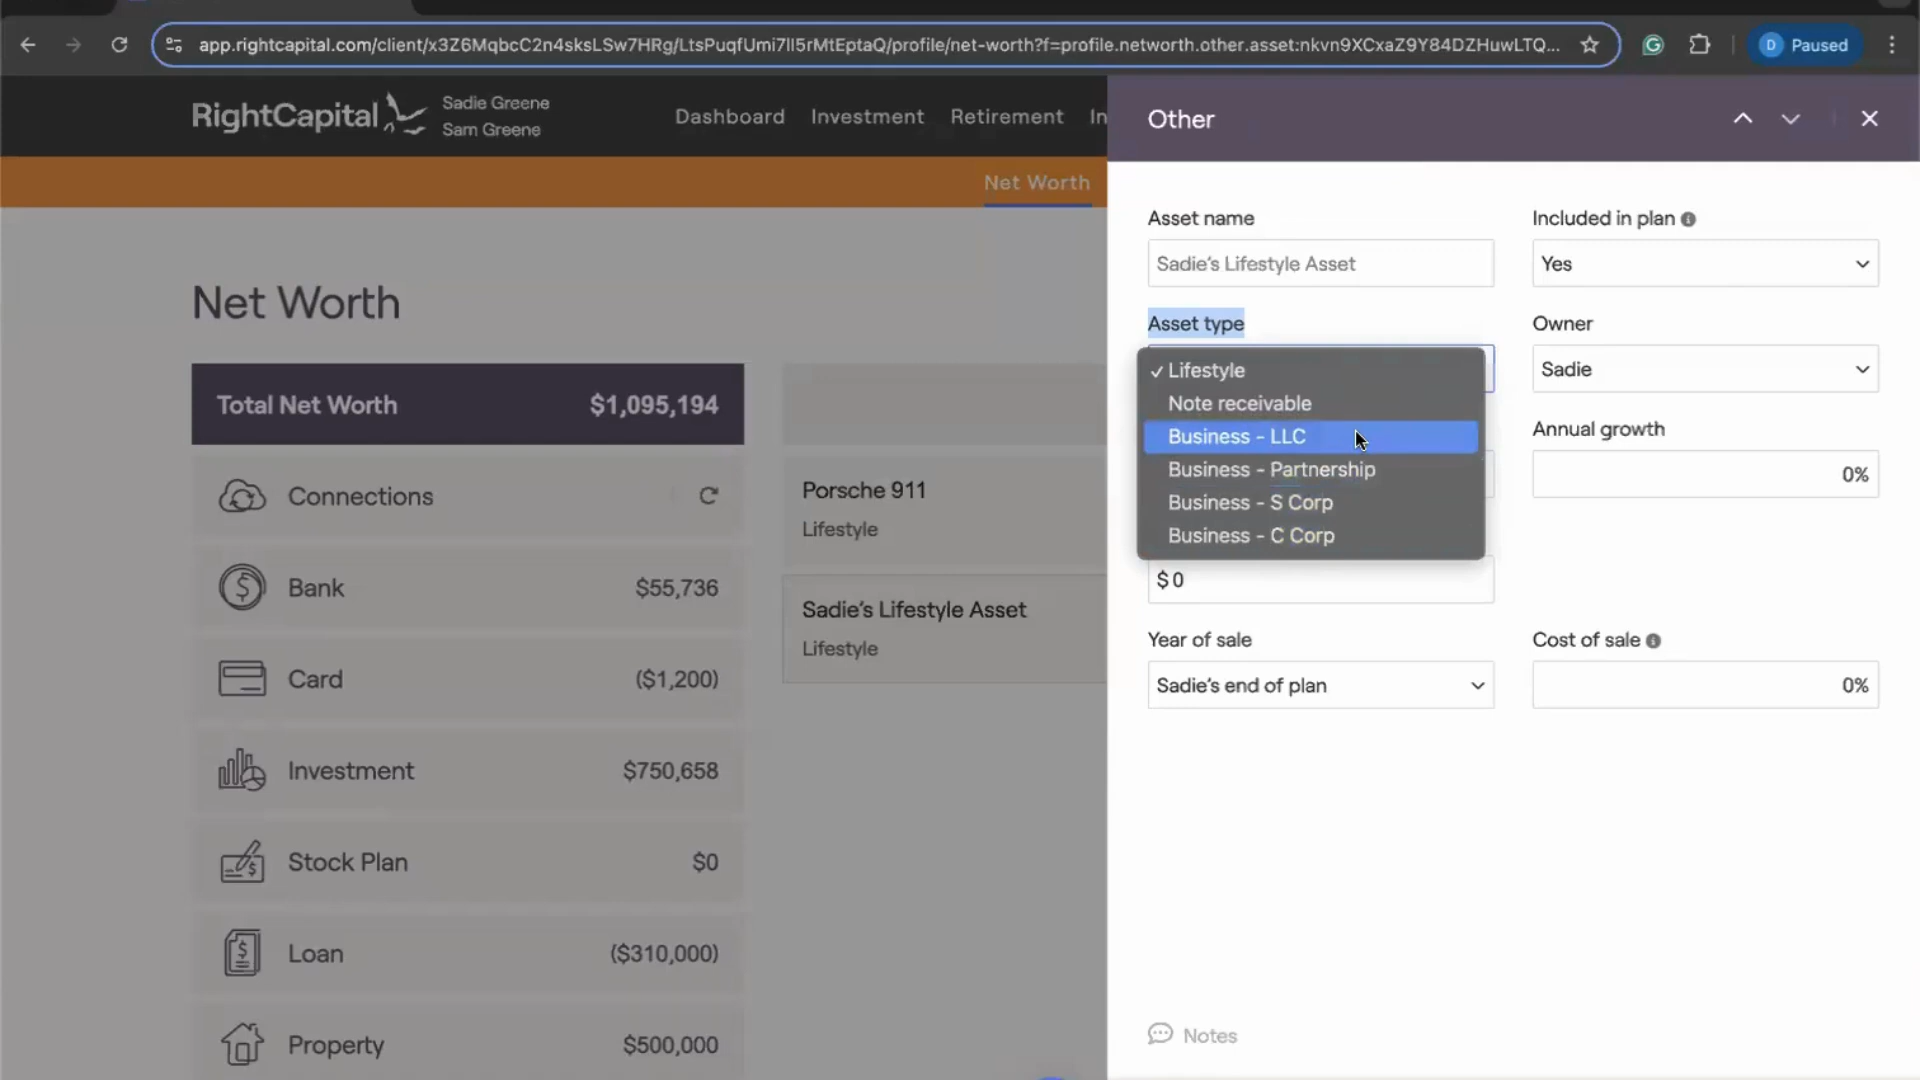 app.rightcapital.com/client/x3Z6MqbcC2n4sksLSw7HRg/LtsPuqfUmi7lI5rMtEptaQ/profile/net-worth?f=profile.networth.other.asset:nkvn9XCxaZ9Y84DZHuwLTQ...
D Paused
RightCapital
Sadie Greene
Sam Greene
Dashboard
Investment
Retirement
In
Net Worth
Net Worth
Total Net Worth $1,095,194
Connections
Bank $55,736
Card ($1,200)
Investment $750,658
Stock Plan $0
Loan ($310,000)
Property $500,000
Porsche 911
Lifestyle
Sadie's Lifestyle Asset
Lifestyle
Other
Asset name
Sadie's Lifestyle Asset
Included in plan
Yes
Asset type
✓ Lifestyle
Note receivable
Business - LLC
Business - Partnership
Business - S Corp
Business - C Corp
Owner
Sadie
Annual growth
0%
$ 0
Year of sale
Sadie's end of plan
Cost of sale
0%
Notes